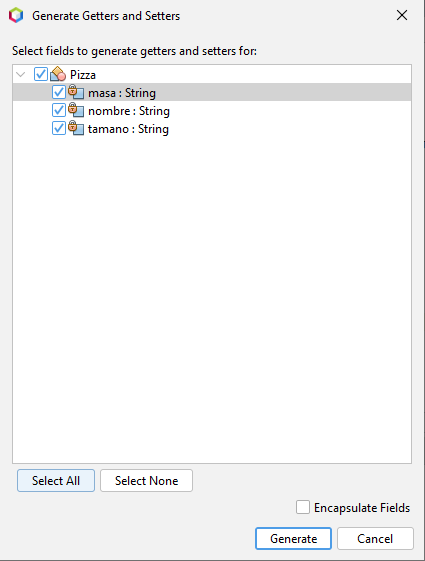 Generate Getters and Setters
Select fields to generate getters and setters for:
Pizza
masa : String
nombre : String
tamano : String
Select All
Select None
Encapsulate Fields
Generate
Cancel